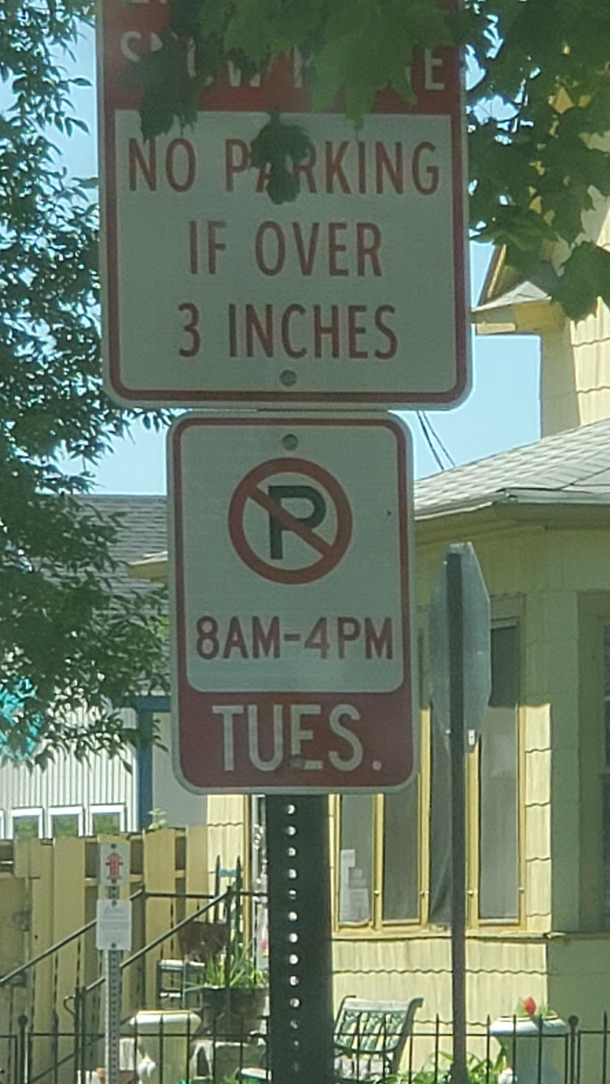 NO PARKING
IF OVER
3 INCHES
P
8AM-4PM
TUES.